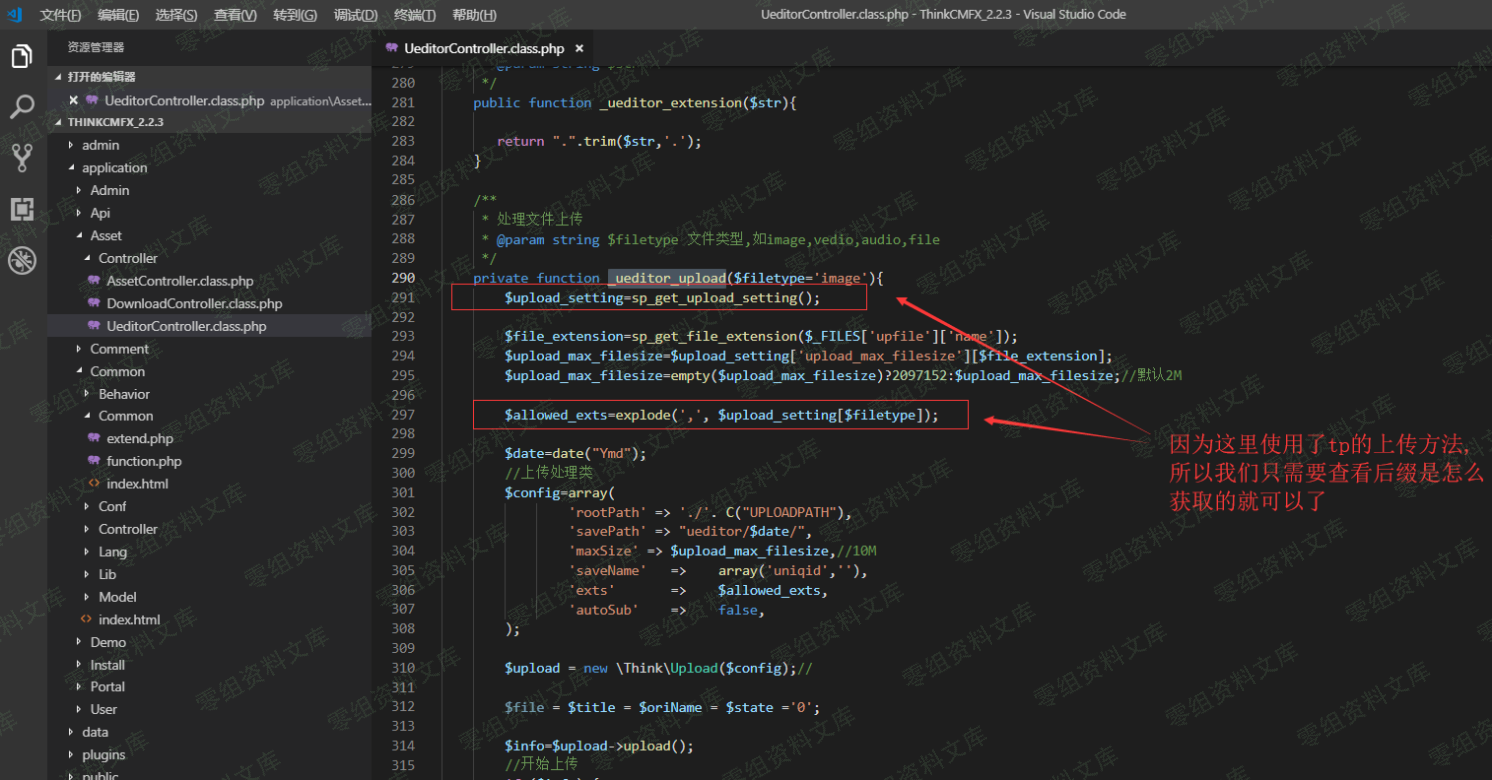 文件(F) 编辑(E) 选择(S) 查看(V) 转到(G) 调试(D) 终端(T) 帮助(H) UeditorController.class.php - ThinkCMFX_2.2.3 - Visual Studio Code
资源管理器
打开的编辑器
UeditorController.class.php application\Asset...
THINKCMFX_2.2.3
admin
application
Admin
Api
Asset
Controller
AssetController.class.php
DownloadController.class.php
UeditorController.class.php
Comment
Common
Behavior
Common
extend.php
function.php
index.html
Conf
Controller
Lang
Lib
Model
index.html
Demo
Install
Portal
User
data
plugins
public
UeditorController.class.php
280 */
281 public function _ueditor_extension($str){
282
283 return ".".trim($str,'.');
284 }
285
286 /**
287 * 处理文件上传
288 * @param string $filetype 文件类型,如image,vedio,audio,file
289 */
290 private function _ueditor_upload($filetype='image'){
291 $upload_setting=sp_get_upload_setting();
292
293 $file_extension=sp_get_file_extension($_FILES['upfile']['name']);
294 $upload_max_filesize=$upload_setting['upload_max_filesize'][$file_extension];
295 $upload_max_filesize=empty($upload_max_filesize)?2097152:$upload_max_filesize;//默认2M
296
297 $allowed_exts=explode(',', $upload_setting[$filetype]);
298
299 $date=date("Ymd");
300 //上传处理类
301 $config=array(
302 'rootPath' => './'. C("UPLOADPATH"),
303 'savePath' => "ueditor/$date/",
304 'maxSize' => $upload_max_filesize,//10M
305 'saveName' => array('uniqid',''),
306 'exts' => $allowed_exts,
307 'autoSub' => false,
308 );
309
310 $upload = new \Think\Upload($config);//
311
312 $file = $title = $oriName = $state ='0';
313
314 $info=$upload->upload();
315 //开始上传
因为这里使用了tp的上传方法,
所以我们只需要查看后缀是怎么
获取的就可以了
零组资料文库